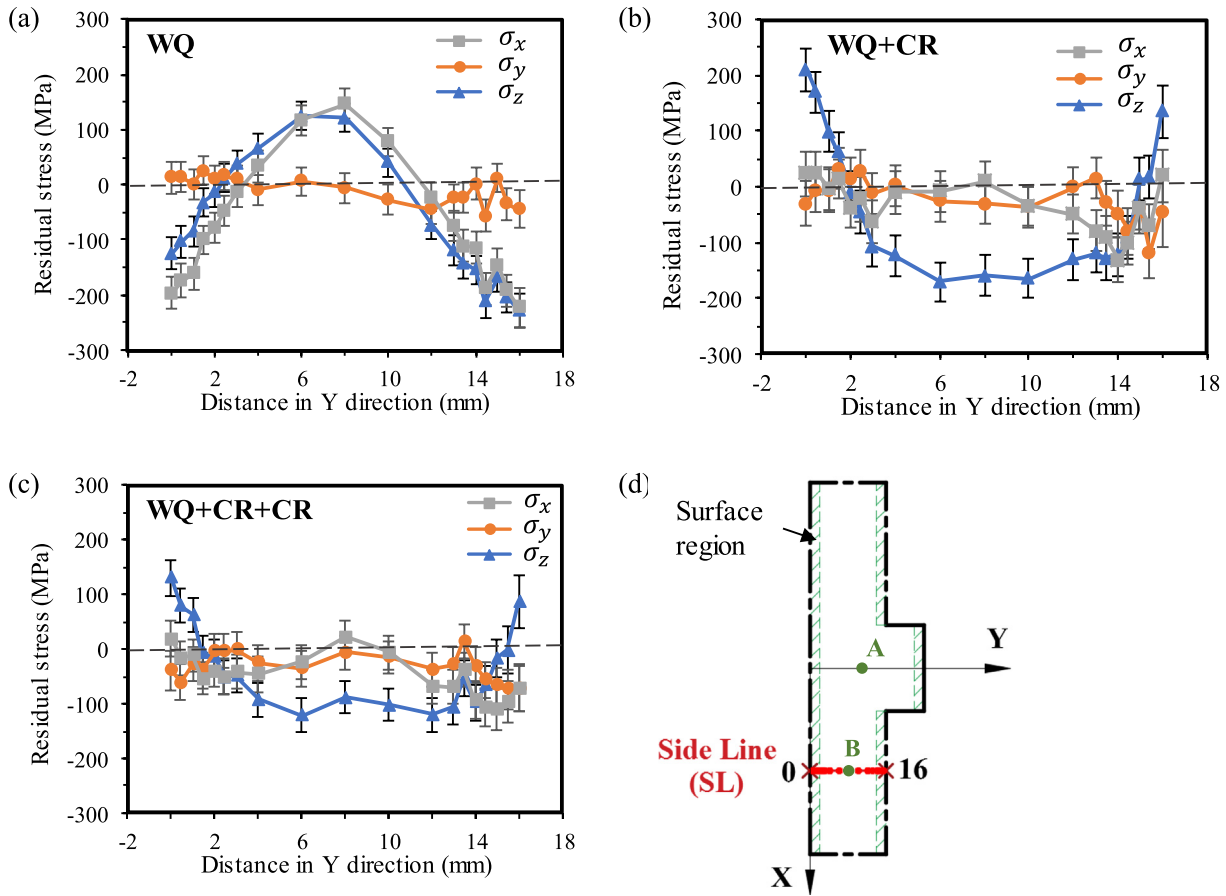 (a)
WQ
σx
σy
σz
300
200
100
0
-100
-200
-300
-2
2
6
10
14
18
Residual stress (MPa)
Distance in Y direction (mm)
(b)
WQ+CR
σx
σy
σz
300
200
100
0
-100
-200
-300
-2
2
6
10
14
18
Residual stress (MPa)
Distance in Y direction (mm)
(c)
WQ+CR+CR
σx
σy
σz
300
200
100
0
-100
-200
-300
-2
2
6
10
14
18
Residual stress (MPa)
Distance in Y direction (mm)
(d)
Surface
region
Y
A
B
Side Line
(SL)
0
16
X